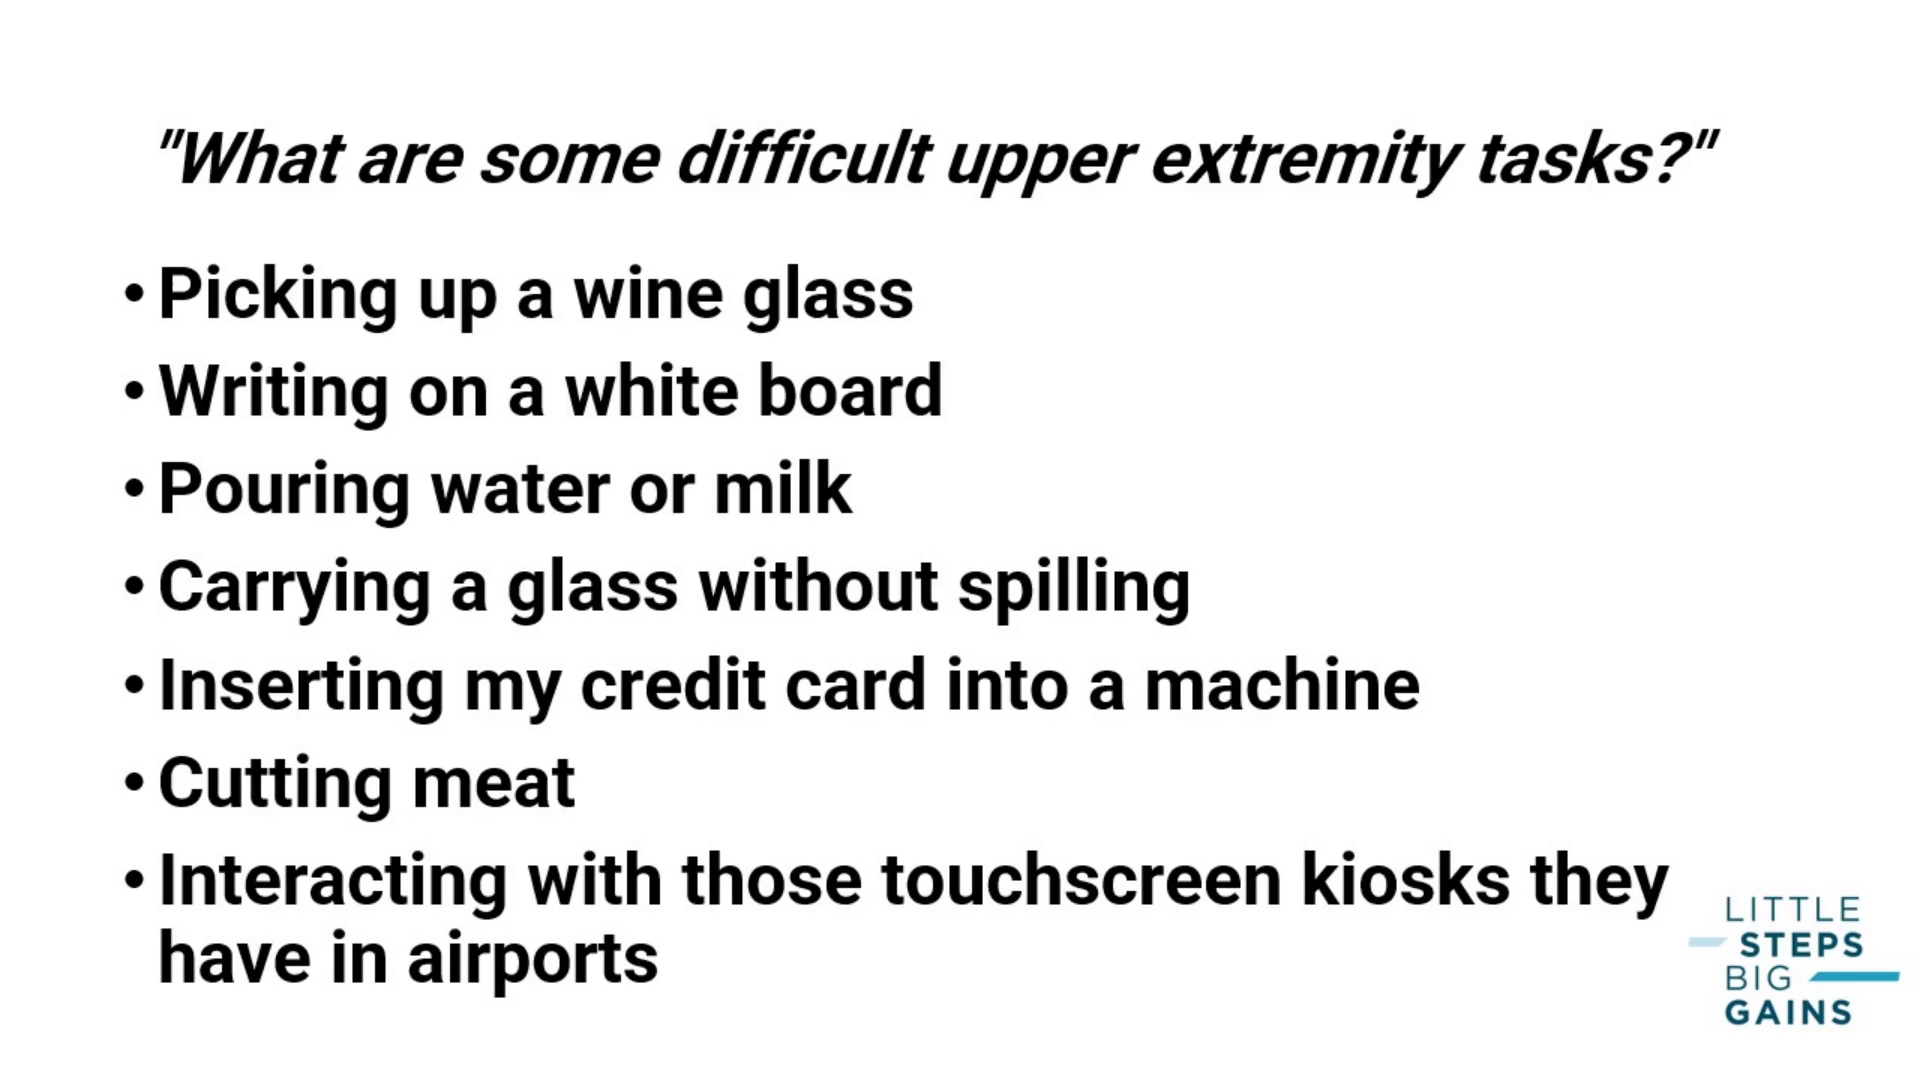 "What are some difficult upper extremity tasks?"
• Picking up a wine glass
• Writing on a white board
• Pouring water or milk
• Carrying a glass without spilling
• Inserting my credit card into a machine
• Cutting meat
• Interacting with those touchscreen kiosks they
have in airports
LITTLE
STEPS
BIG
GAINS